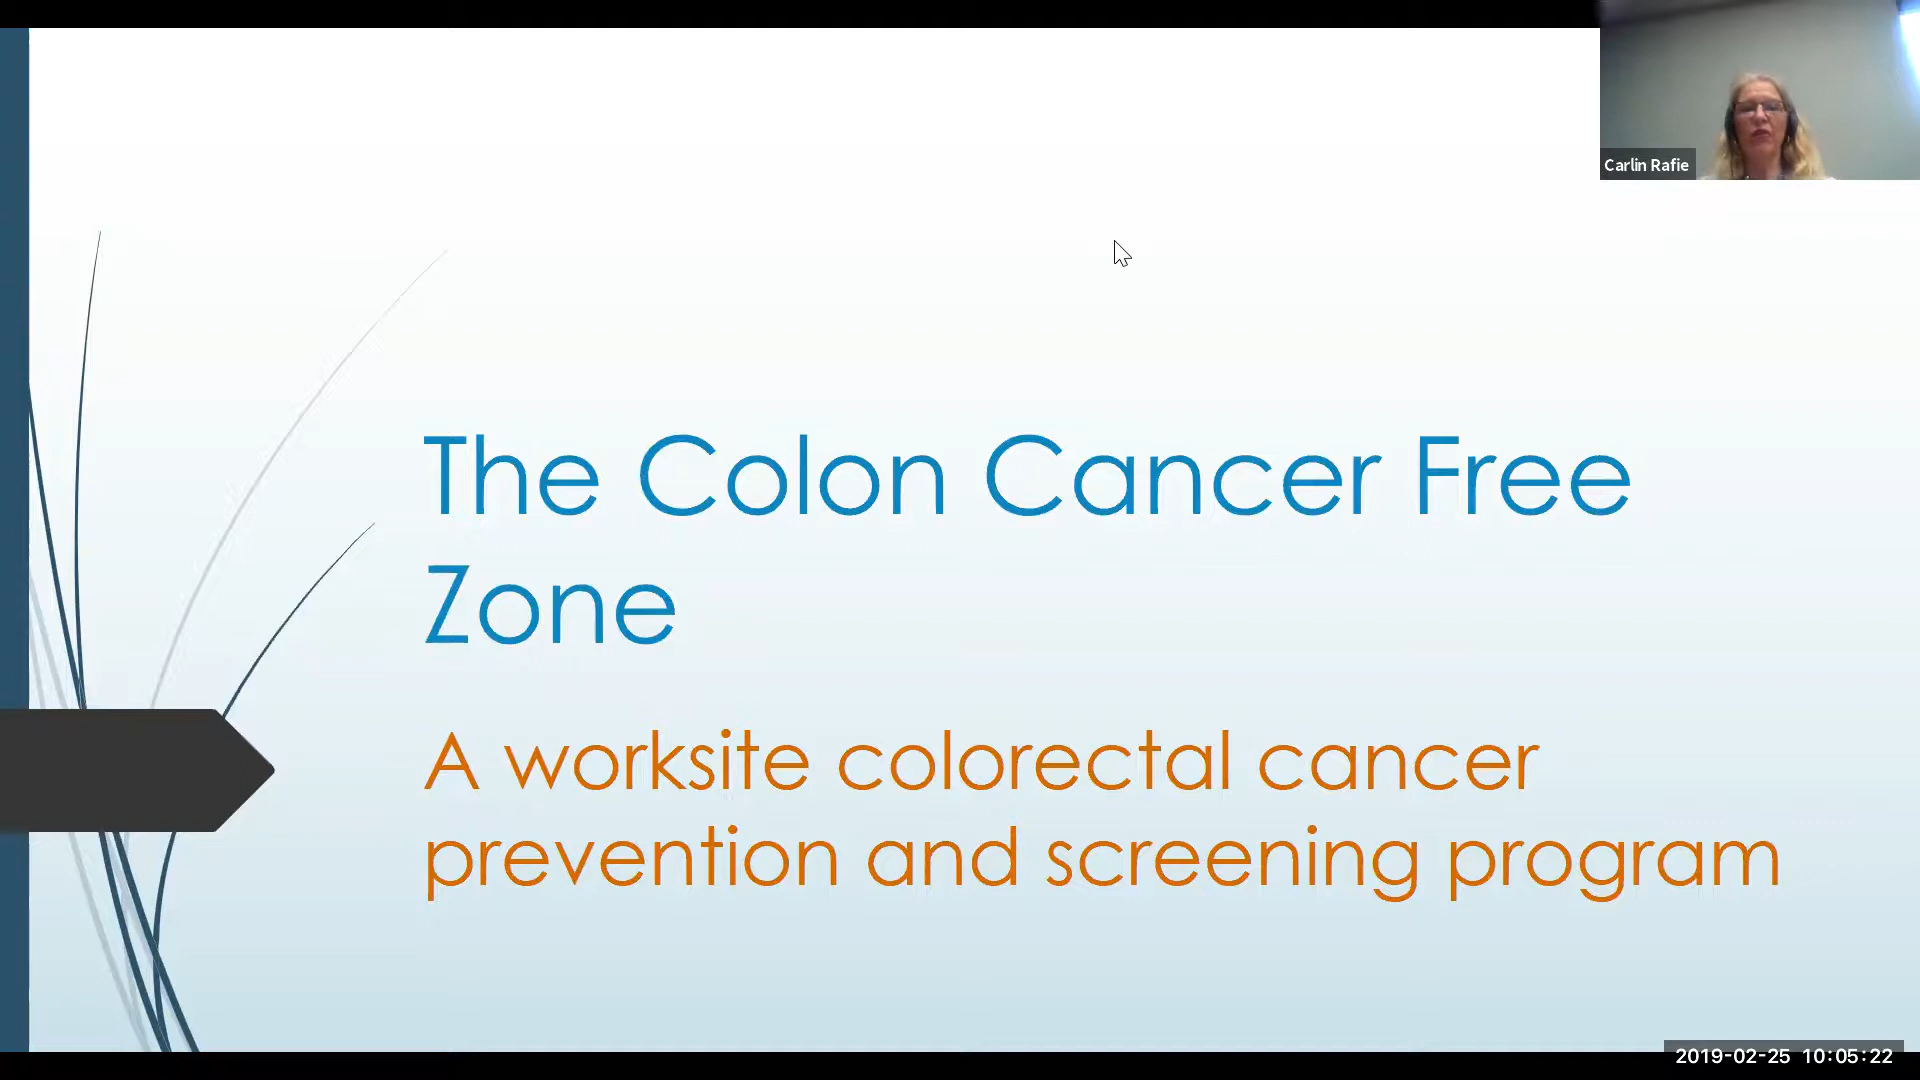 Carlin Rafie
The Colon Cancer Free
Zone
A worksite colorectal cancer
prevention and screening program
2019-02-25 10:05:22